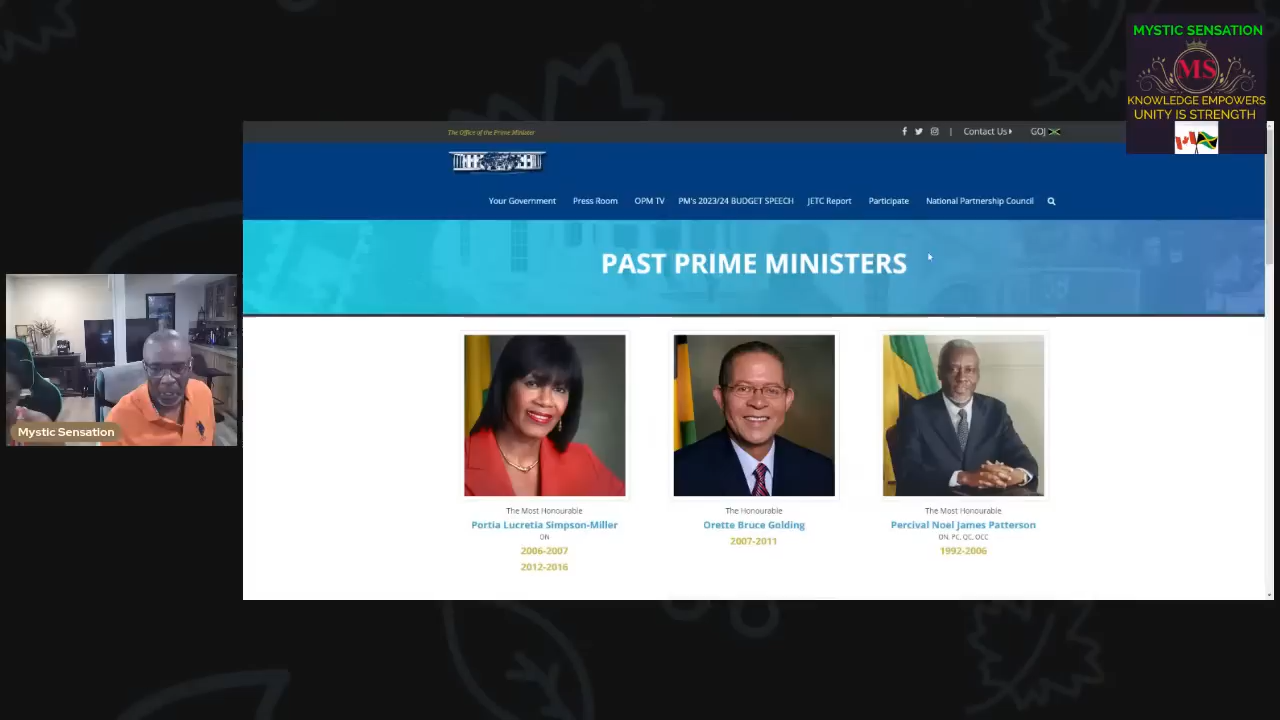 MYSTIC SENSATION
MS
KNOWLEDGE EMPOWERS
UNITY IS STRENGTH
The Office of the Prime Minister
Contact Us
GOJ
Your Government
Press Room
OPM TV
PM's 2023/24 BUDGET SPEECH
JETC Report
Participate
National Partnership Council
PAST PRIME MINISTERS
The Most Honourable
Portia Lucretia Simpson-Miller
ON
2006-2007
2012-2016
The Honourable
Orette Bruce Golding
2007-2011
The Most Honourable
Percival Noel James Patterson
ON, PC, QC, OCC
1992-2006
Mystic Sensation